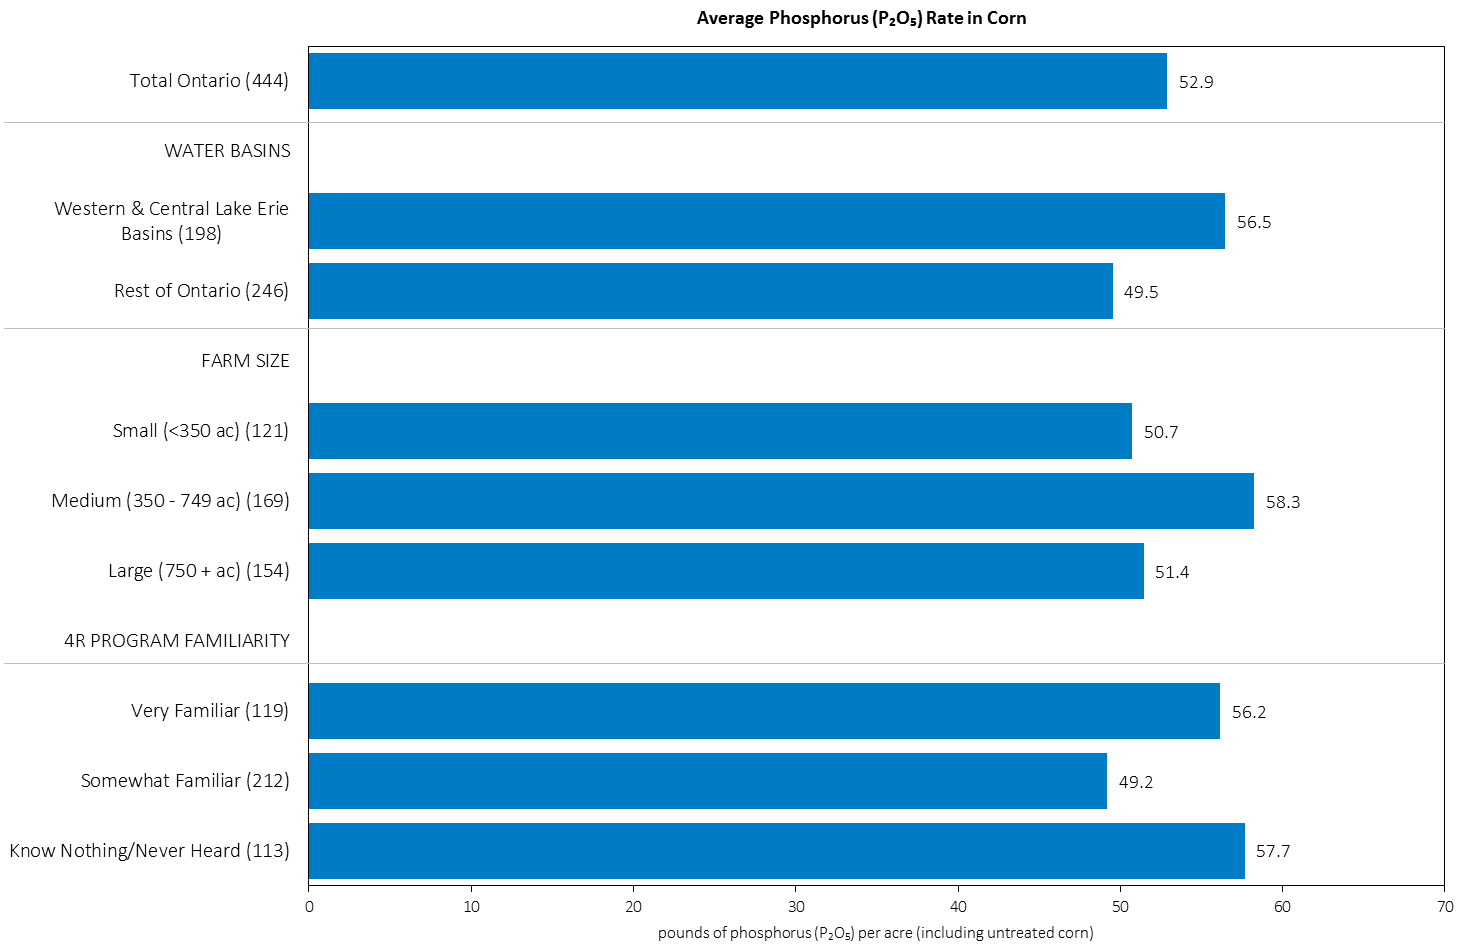 Average Phosphorus (P₂O₅) Rate in Corn
Total Ontario (444)
52.9
WATER BASINS
Western & Central Lake Erie
Basins (198)
56.5
Rest of Ontario (246)
49.5
FARM SIZE
Small (<350 ac) (121)
50.7
Medium (350 - 749 ac) (169)
58.3
Large (750 + ac) (154)
51.4
4R PROGRAM FAMILIARITY
Very Familiar (119)
56.2
Somewhat Familiar (212)
49.2
Know Nothing/Never Heard (113)
57.7
0 10 20 30 40 50 60 70
pounds of phosphorus (P₂O₅) per acre (including untreated corn)